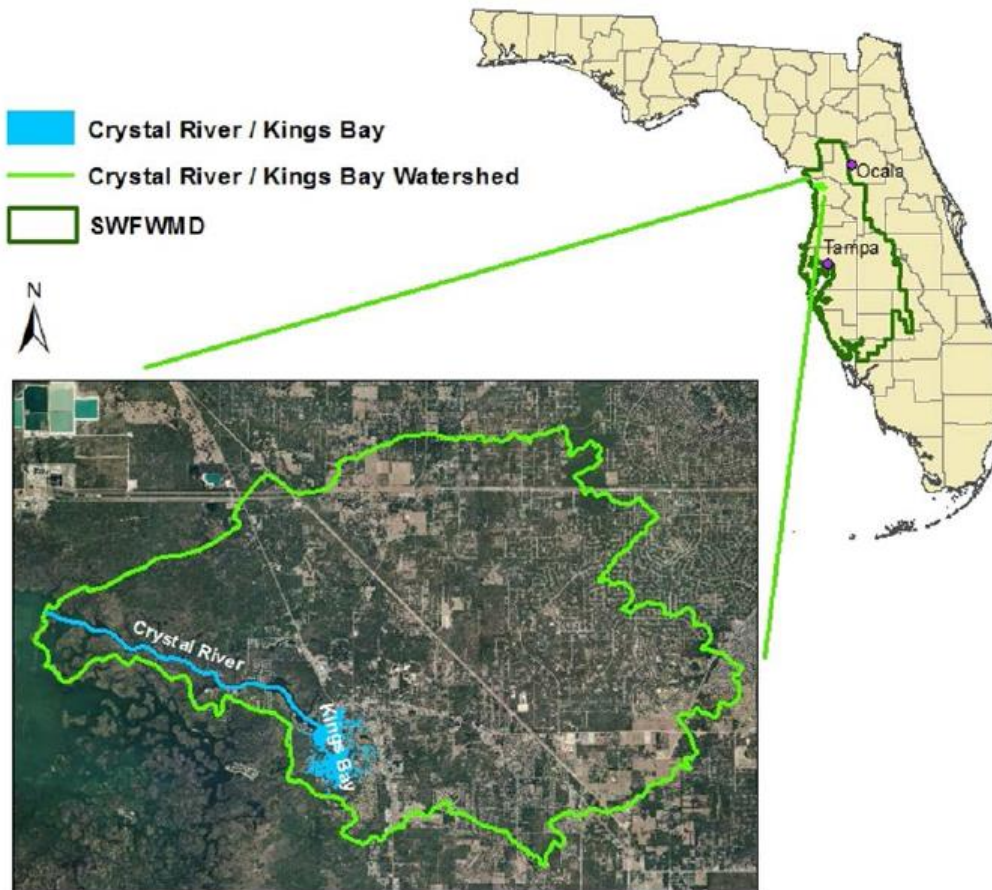 Crystal River / Kings Bay
Crystal River / Kings Bay Watershed
SWFWMD
N
Ocala
Tampa
Crystal River
Kings Bay